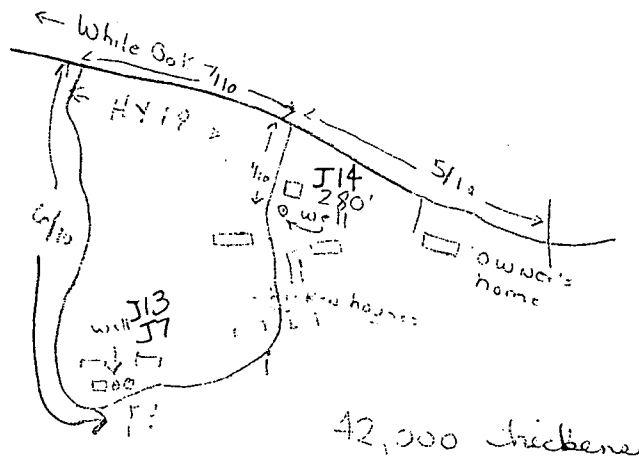 ← White Oak 7/10
HY 19
5/10
1/10
J14
280'
well
6/10
OWNER'S
home
houses
J13
well J7
42,000 chickens